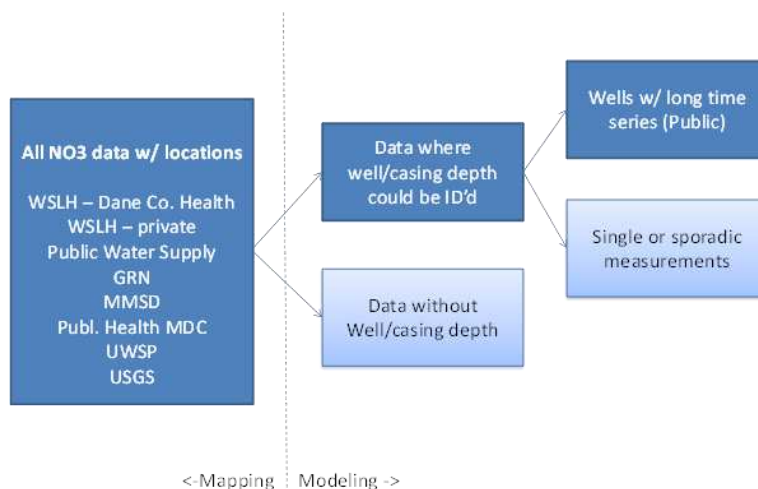 All NO3 data w/ locations
WSLH – Dane Co. Health
WSLH – private
Public Water Supply
GRN
MMSD
Publ. Health MDC
UWSP
USGS
Data where
well/casing depth
could be ID'd
Data without
Well/casing depth
Wells w/ long time
series (Public)
Single or sporadic
measurements
<-Mapping
Modeling ->